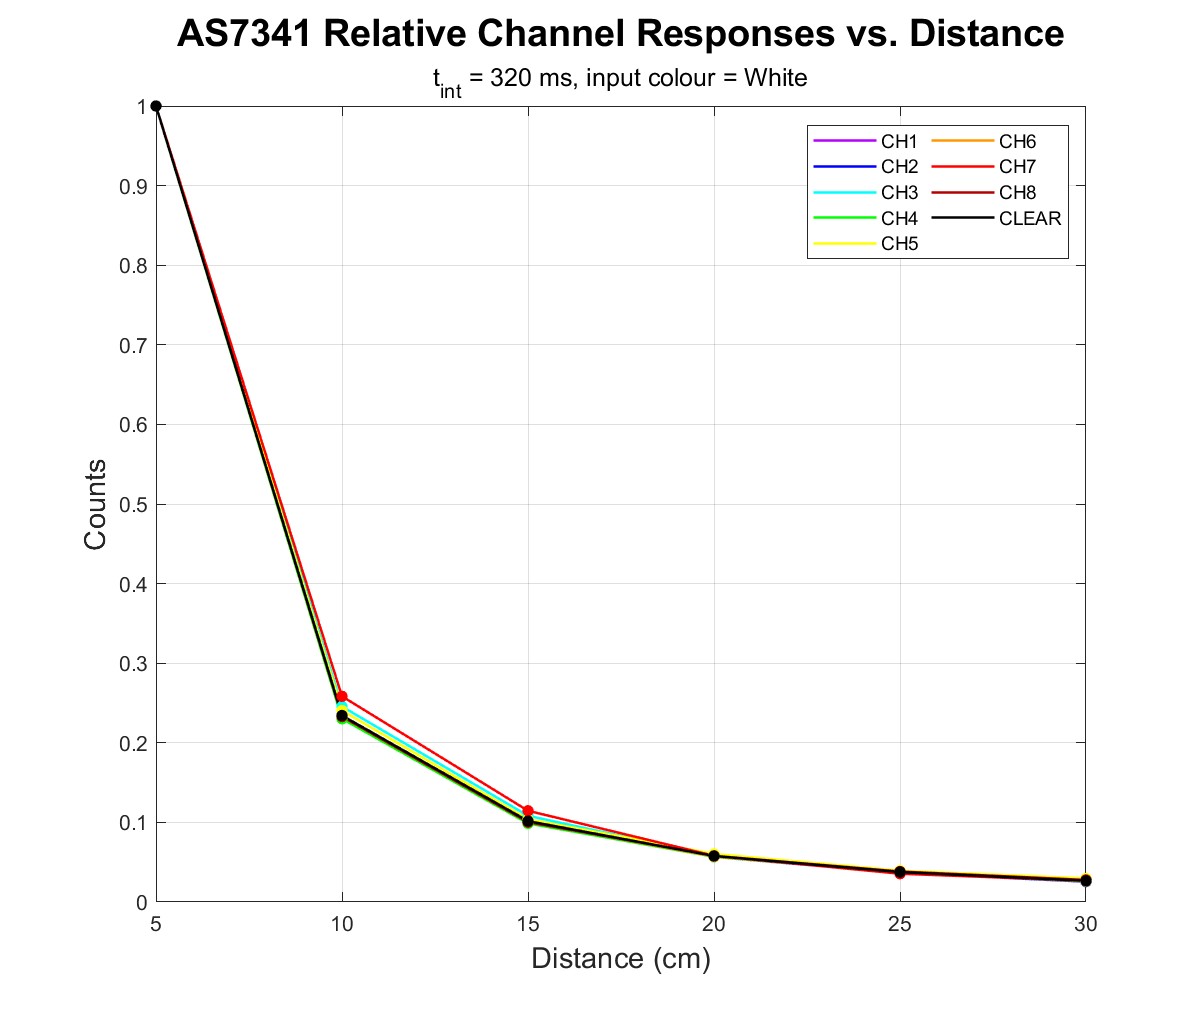 AS7341 Relative Channel Responses vs. Distance
t_int = 320 ms, input colour = White
1
0.9
0.8
0.7
0.6
0.5
0.4
0.3
0.2
0.1
0
Counts
CH1 CH6
CH2 CH7
CH3 CH8
CH4 CLEAR
CH5
5 10 15 20 25 30
Distance (cm)